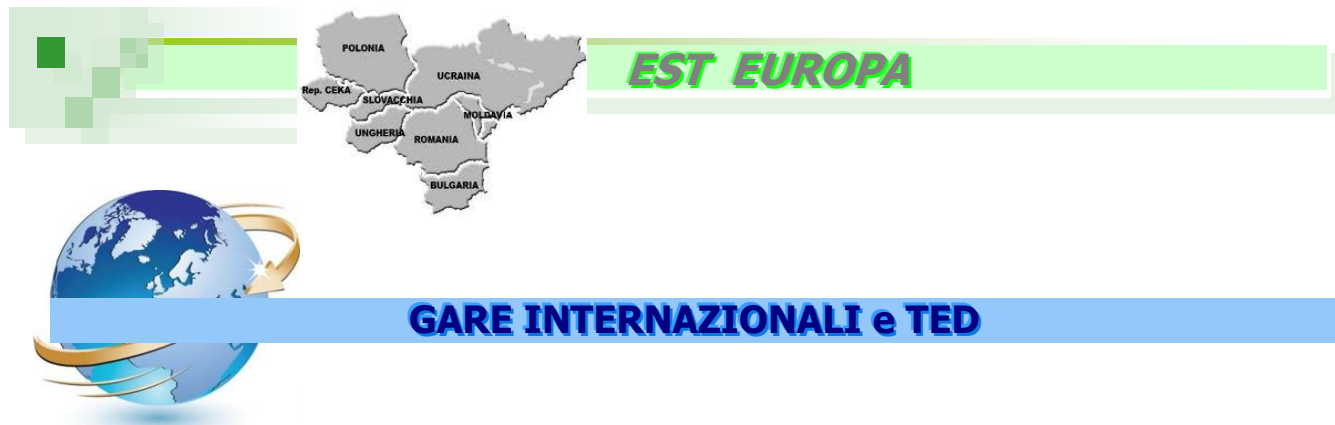 EST EUROPA
POLONIA
UCRAINA
Rep. CEKA
SLOVACCHIA
MOLDAVIA
UNGHERIA
ROMANIA
BULGARIA
GARE INTERNAZIONALI e TED